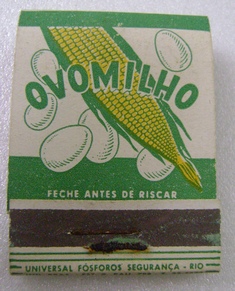 OVOMILHO
FECHE ANTES DE RISCAR
UNIVERSAL FOSFOROS SEGURANÇA - RIO